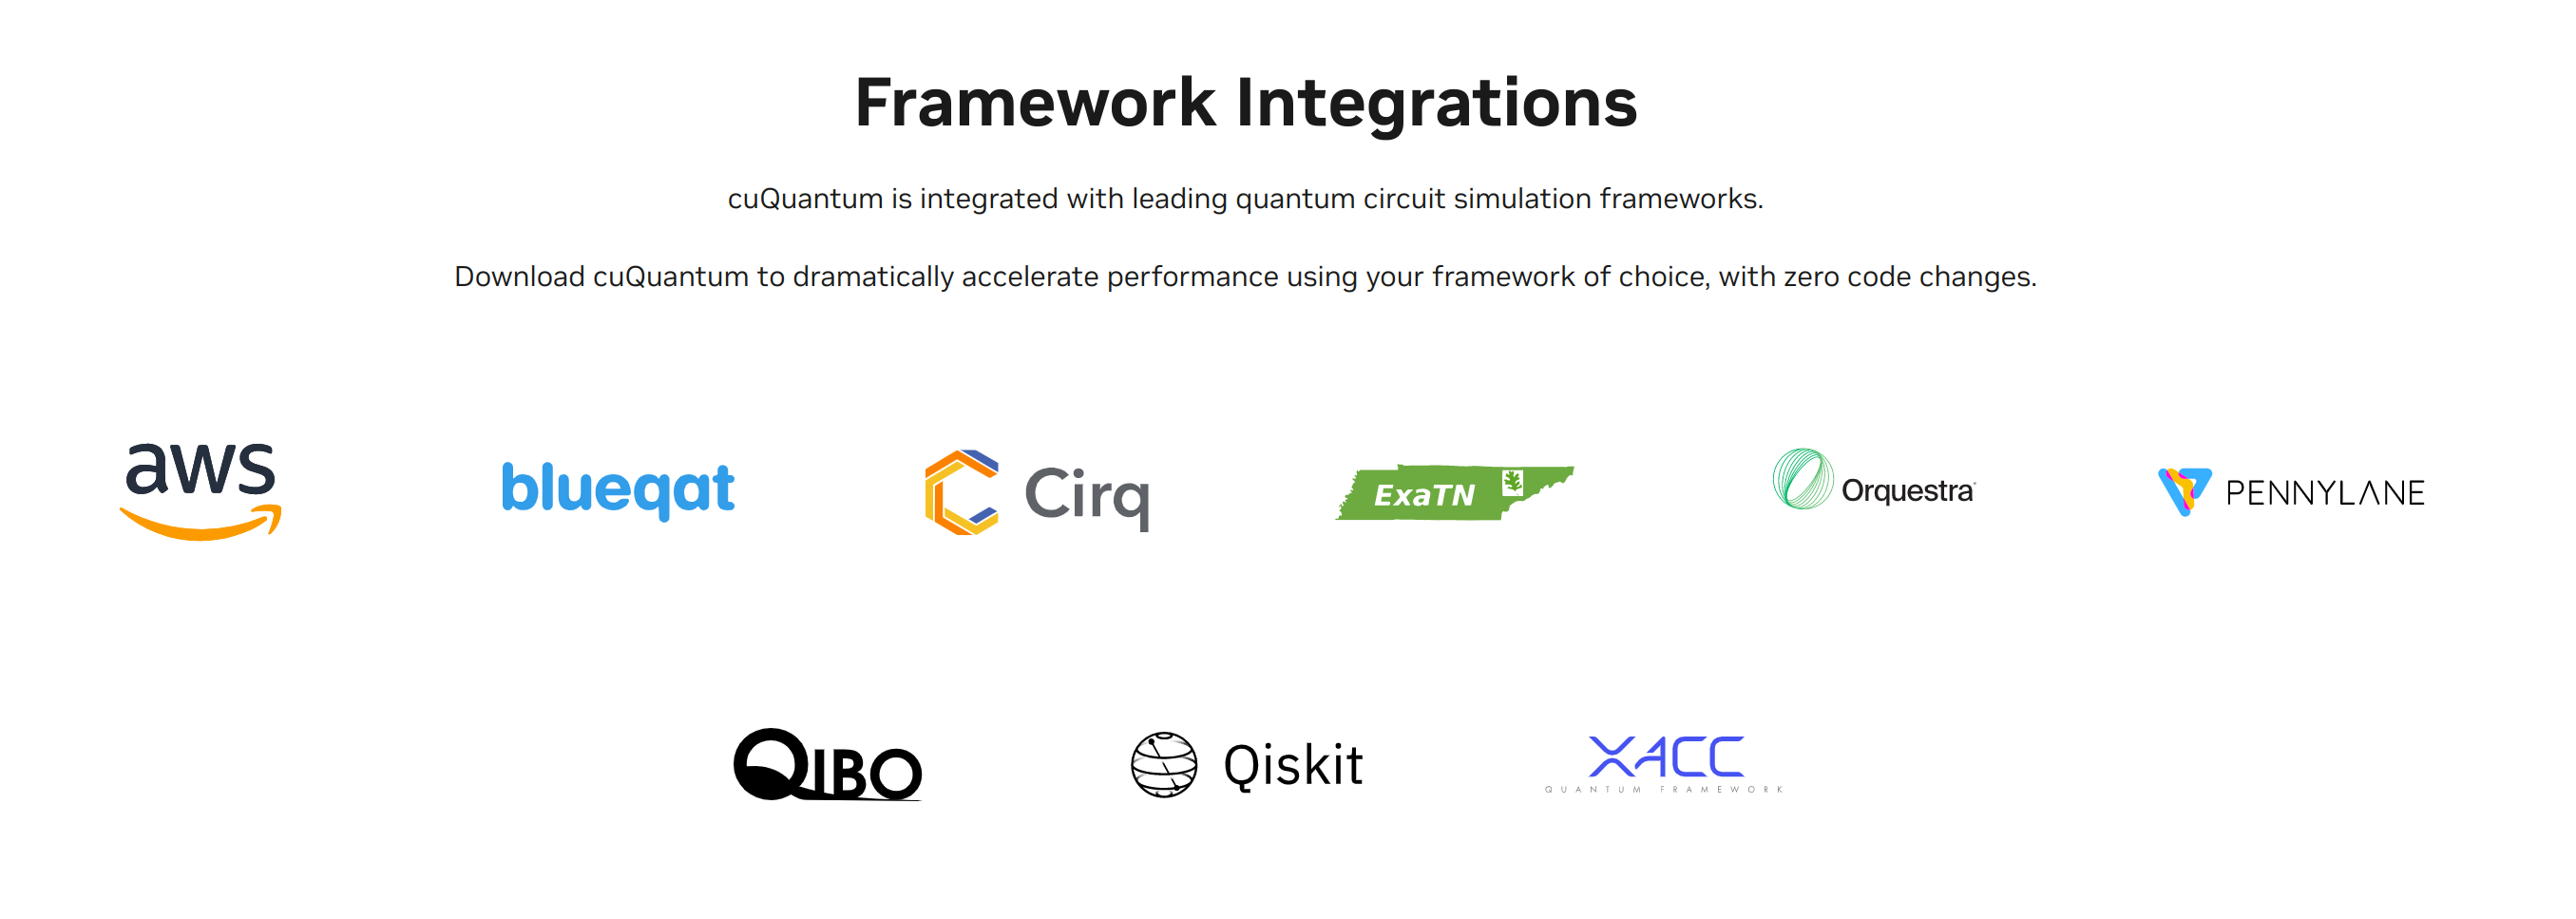 Framework Integrations
cuQuantum is integrated with leading quantum circuit simulation frameworks.
Download cuQuantum to dramatically accelerate performance using your framework of choice, with zero code changes.
aws
blueqat
Cirq
ExaTN
Orquestra
PENNYLANE
QIBO
Qiskit
XACC
QUANTUM FRAMEWORK